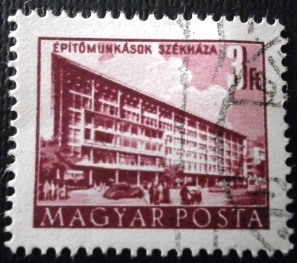 ÉPÍTŐMUNKÁSOK SZÉKHÁZA
3 Ft
MAGYAR POSTA